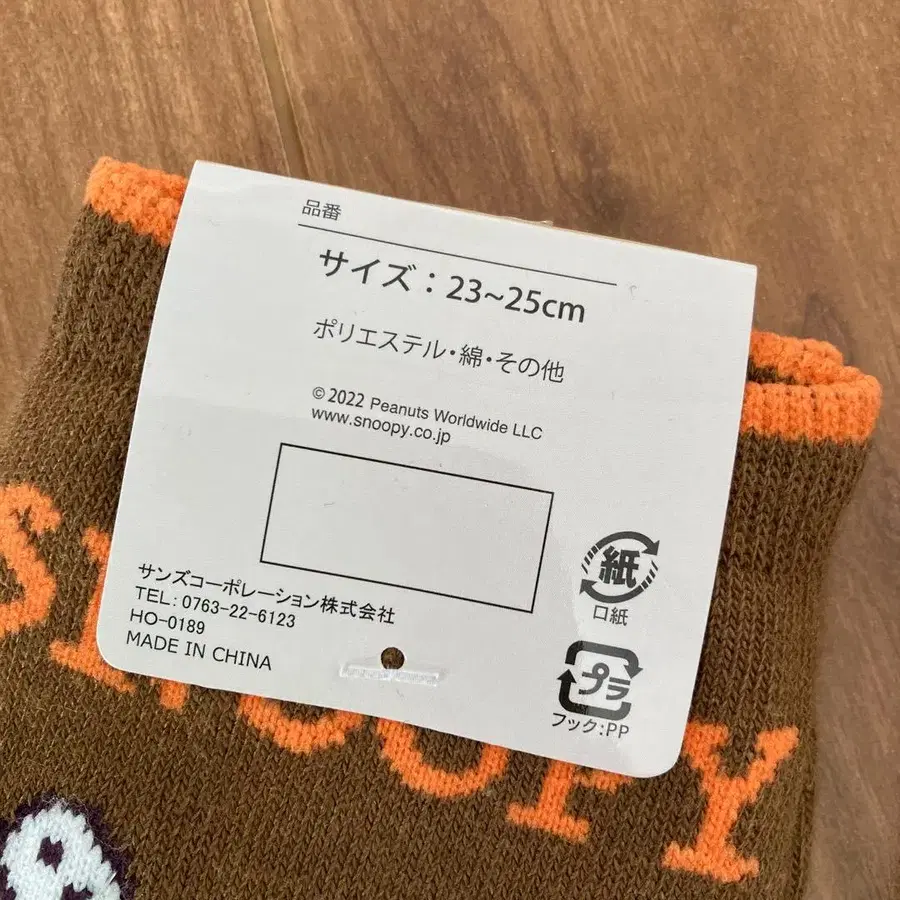 品番
サイズ：23~25cm
ポリエステル・綿・その他
© 2022 Peanuts Worldwide LLC
www.snoopy.co.jp
サンズコーポレーション株式会社
TEL: 0763-22-6123
HO-0189
MADE IN CHINA
紙
口紙
プラ
フック:PP
SNOOPY